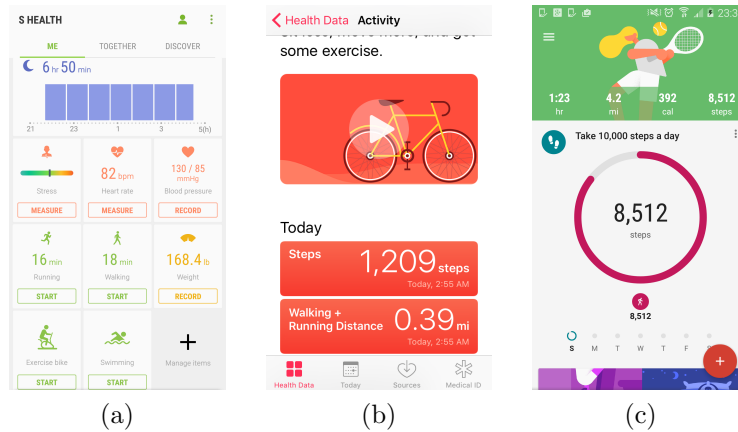 S HEALTH
ME TOGETHER DISCOVER
6 hr 50 min
21 23 1 3 5(h)
130 / 85
82 bpm mmHg
Stress Heart rate Blood pressure
MEASURE MEASURE RECORD
16 min 18 min 168.4 lb
Running Walking Weight
START START RECORD
Exercise bike Swimming Manage items
START START
(a)
Health Data Activity
some exercise.
Today
Steps 1,209 steps
Today, 2:55 AM
Walking +
Running Distance 0.39 mi
Today, 2:55 AM
Health Data Today Sources Medical ID
(b)
1:23 4.2 392 8,512
hr mi cal steps
Take 10,000 steps a day
8,512
steps
8,512
S M T W T F
(c)